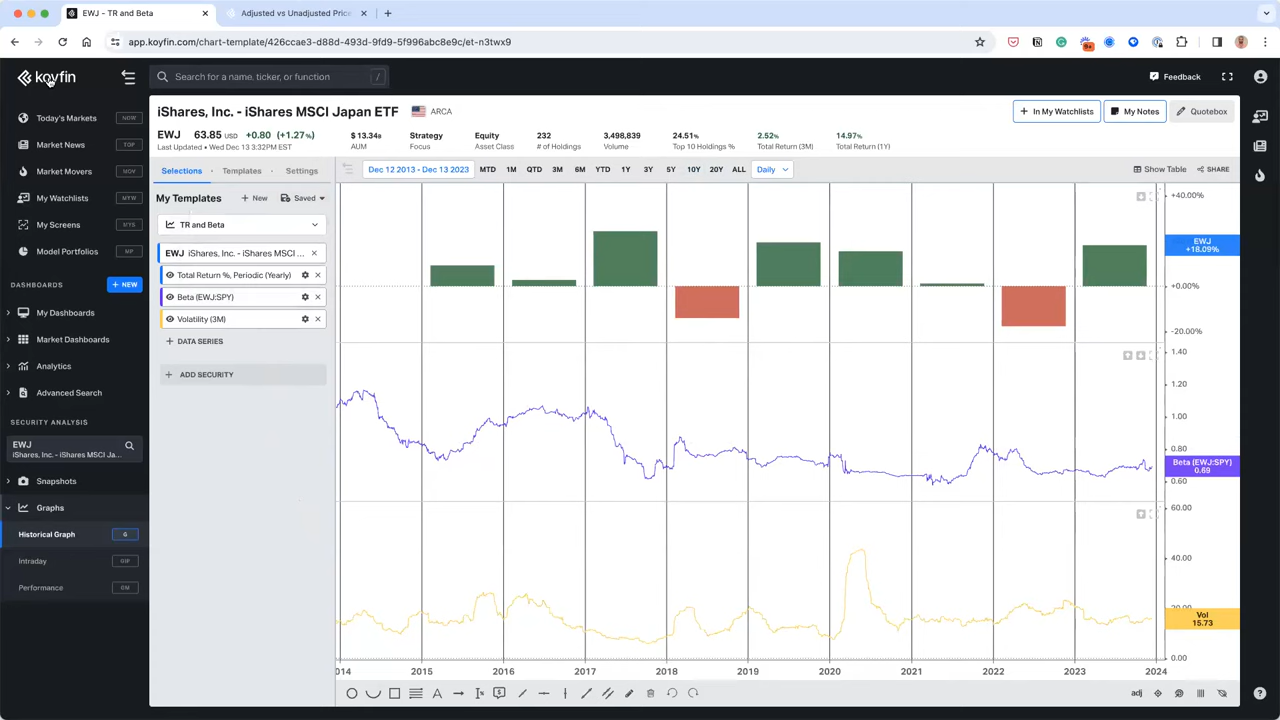 EWJ - TR and Beta
Adjusted vs Unadjusted Price
app.koyfin.com/chart-template/426ccae3-d88d-493d-9fd9-5f996abc8e9c/et-n3twx9
9+
koyfin
Search for a name, ticker, or function
/
Feedback
Today's Markets NOW
Market News TOP
Market Movers MOV
My Watchlists MYW
My Screens MYS
Model Portfolios MP
DASHBOARDS + NEW
My Dashboards
Market Dashboards
Analytics
Advanced Search
SECURITY ANALYSIS
EWJ
iShares, Inc. - iShares MSCI Ja...
Snapshots
Graphs
Historical Graph G
Intraday GIP
Performance GM
iShares, Inc. - iShares MSCI Japan ETF ARCA
+ In My Watchlists My Notes Quotebox
EWJ 63.85 USD +0.80 (+1.27%)
Last Updated • Wed Dec 13 3:32PM EST
$ 13.34B
AUM
Strategy
Focus
Equity
Asset Class
232
# of Holdings
3,498,839
Volume
24.51%
Top 10 Holdings %
2.52%
Total Return (3M)
14.97%
Total Return (1Y)
Selections • Templates • Settings
Dec 12 2013 - Dec 13 2023 MTD 1M QTD 3M 6M YTD 1Y 3Y 5Y 10Y 20Y ALL Daily
Show Table SHARE
My Templates + New Saved
TR and Beta
EWJ iShares, Inc. - iShares MSCI ...
Total Return %, Periodic (Yearly)
Beta (EWJ:SPY)
Volatility (3M)
+ DATA SERIES
+ ADD SECURITY
+40.00%
EWJ
+18.09%
+0.00%
-20.00%
1.40
1.20
1.00
0.80
Beta (EWJ:SPY)
0.69
0.60
60.00
40.00
20.00
Vol
15.73
0.00
014 2015 2016 2017 2018 2019 2020 2021 2022 2023 2024
adj